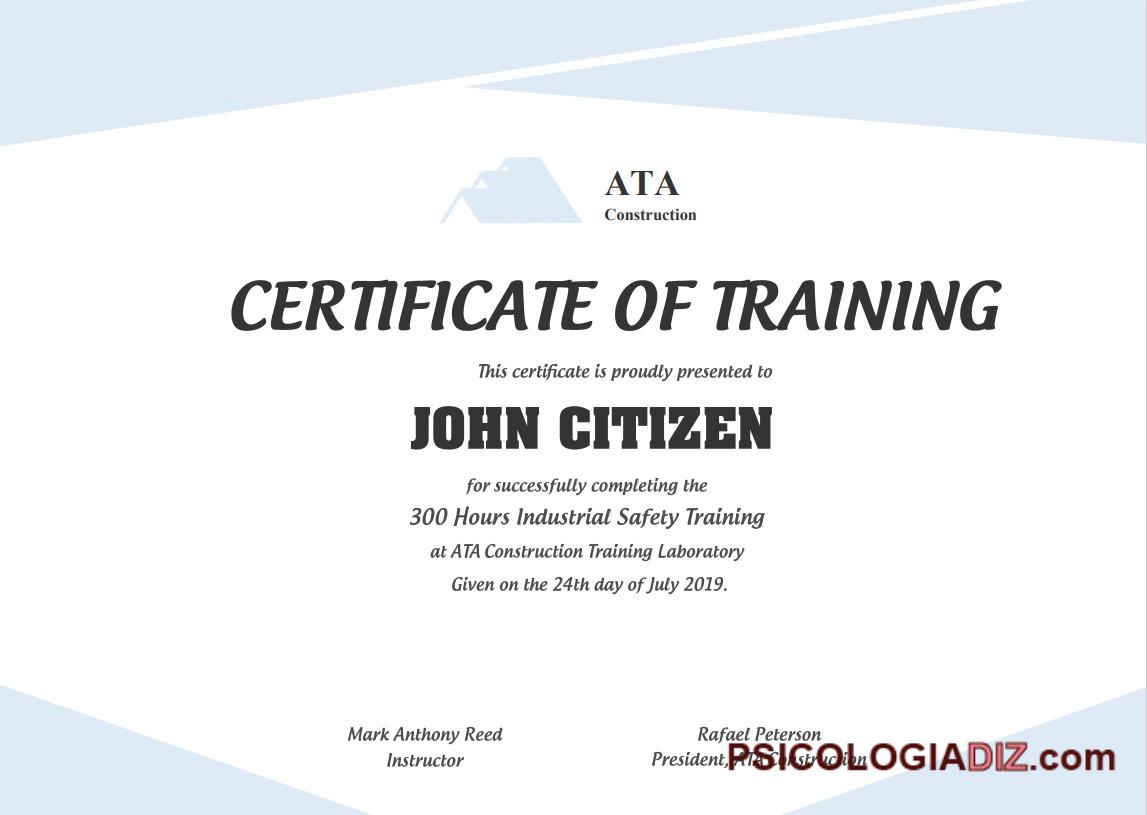 ATA
Construction
CERTIFICATE OF TRAINING
This certificate is proudly presented to
JOHN CITIZEN
for successfully completing the
300 Hours Industrial Safety Training
at ATA Construction Training Laboratory
Given on the 24th day of July 2019.
Mark Anthony Reed
Instructor
Rafael Peterson
President, ATA Construction
PSICOLOGIADIZ.com